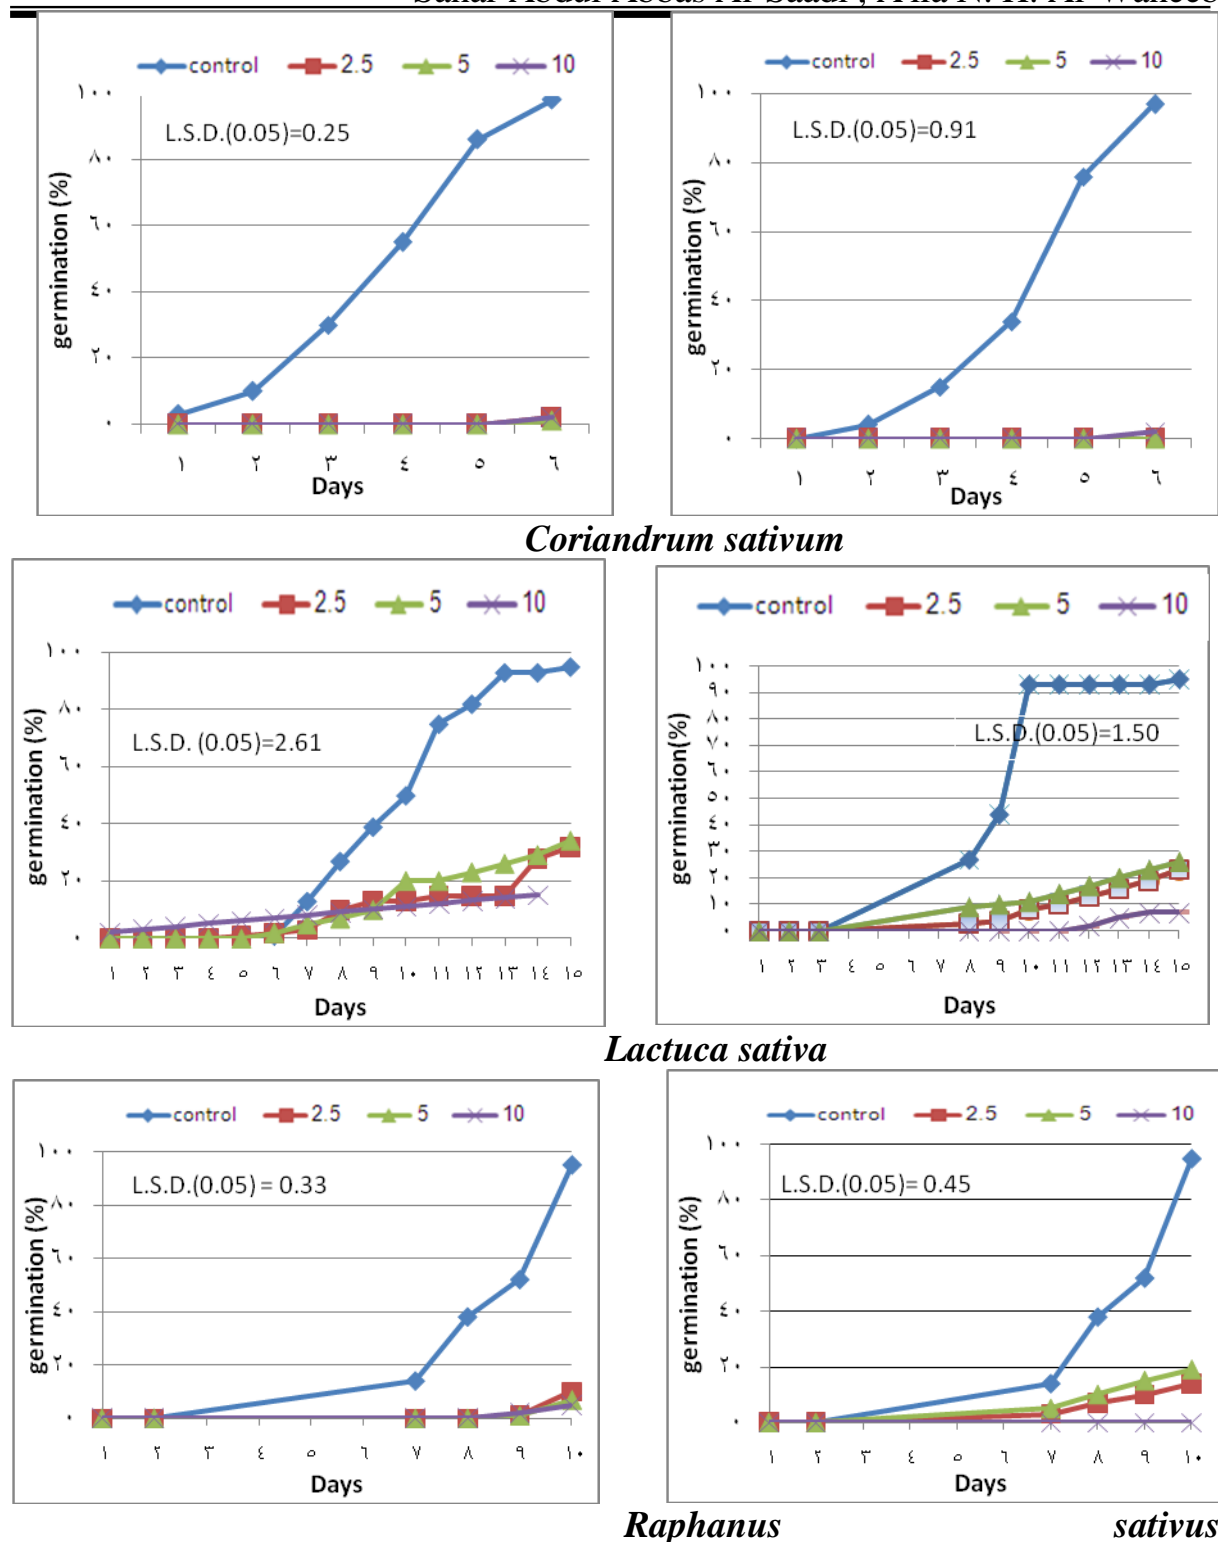 control 2.5 5 10
L.S.D.(0.05)=0.25
germination (%)
١٠٠
٨٠
٦٠
٤٠
٢٠
٠
١ ٢ ٣ ٤ ٥ ٦
Days
control 2.5 5 10
L.S.D.(0.05)=0.91
germination (%)
١٠٠
٨٠
٦٠
٤٠
٢٠
٠
١ ٢ ٣ ٤ ٥ ٦
Days
Coriandrum sativum
control 2.5 5 10
L.S.D. (0.05)=2.61
germination (%)
١٠٠
٨٠
٦٠
٤٠
٢٠
٠
١ ٢ ٣ ٤ ٥ ٦ ٧ ٨ ٩ ١٠ ١١ ١٢ ١٣ ١٤ ١٥
Days
control 2.5 5 10
L.S.D.(0.05)=1.50
germination(%)
١٠٠
٩٠
٨٠
٧٠
٦٠
٥٠
٤٠
٣٠
٢٠
١٠
٠
١ ٢ ٣ ٤ ٥ ٦ ٧ ٨ ٩ ١٠ ١١ ١٢ ١٣ ١٤ ١٥
Days
Lactuca sativa
control 2.5 5 10
L.S.D.(0.05) = 0.33
germination (%)
١٠٠
٨٠
٦٠
٤٠
٢٠
٠
١ ٢ ٣ ٤ ٥ ٦ ٧ ٨ ٩ ١٠
Days
control 2.5 5 10
L.S.D.(0.05)= 0.45
germination (%)
١٠٠
٨٠
٦٠
٤٠
٢٠
٠
١ ٢ ٣ ٤ ٥ ٦ ٧ ٨ ٩ ١٠
Days
Raphanus sativus